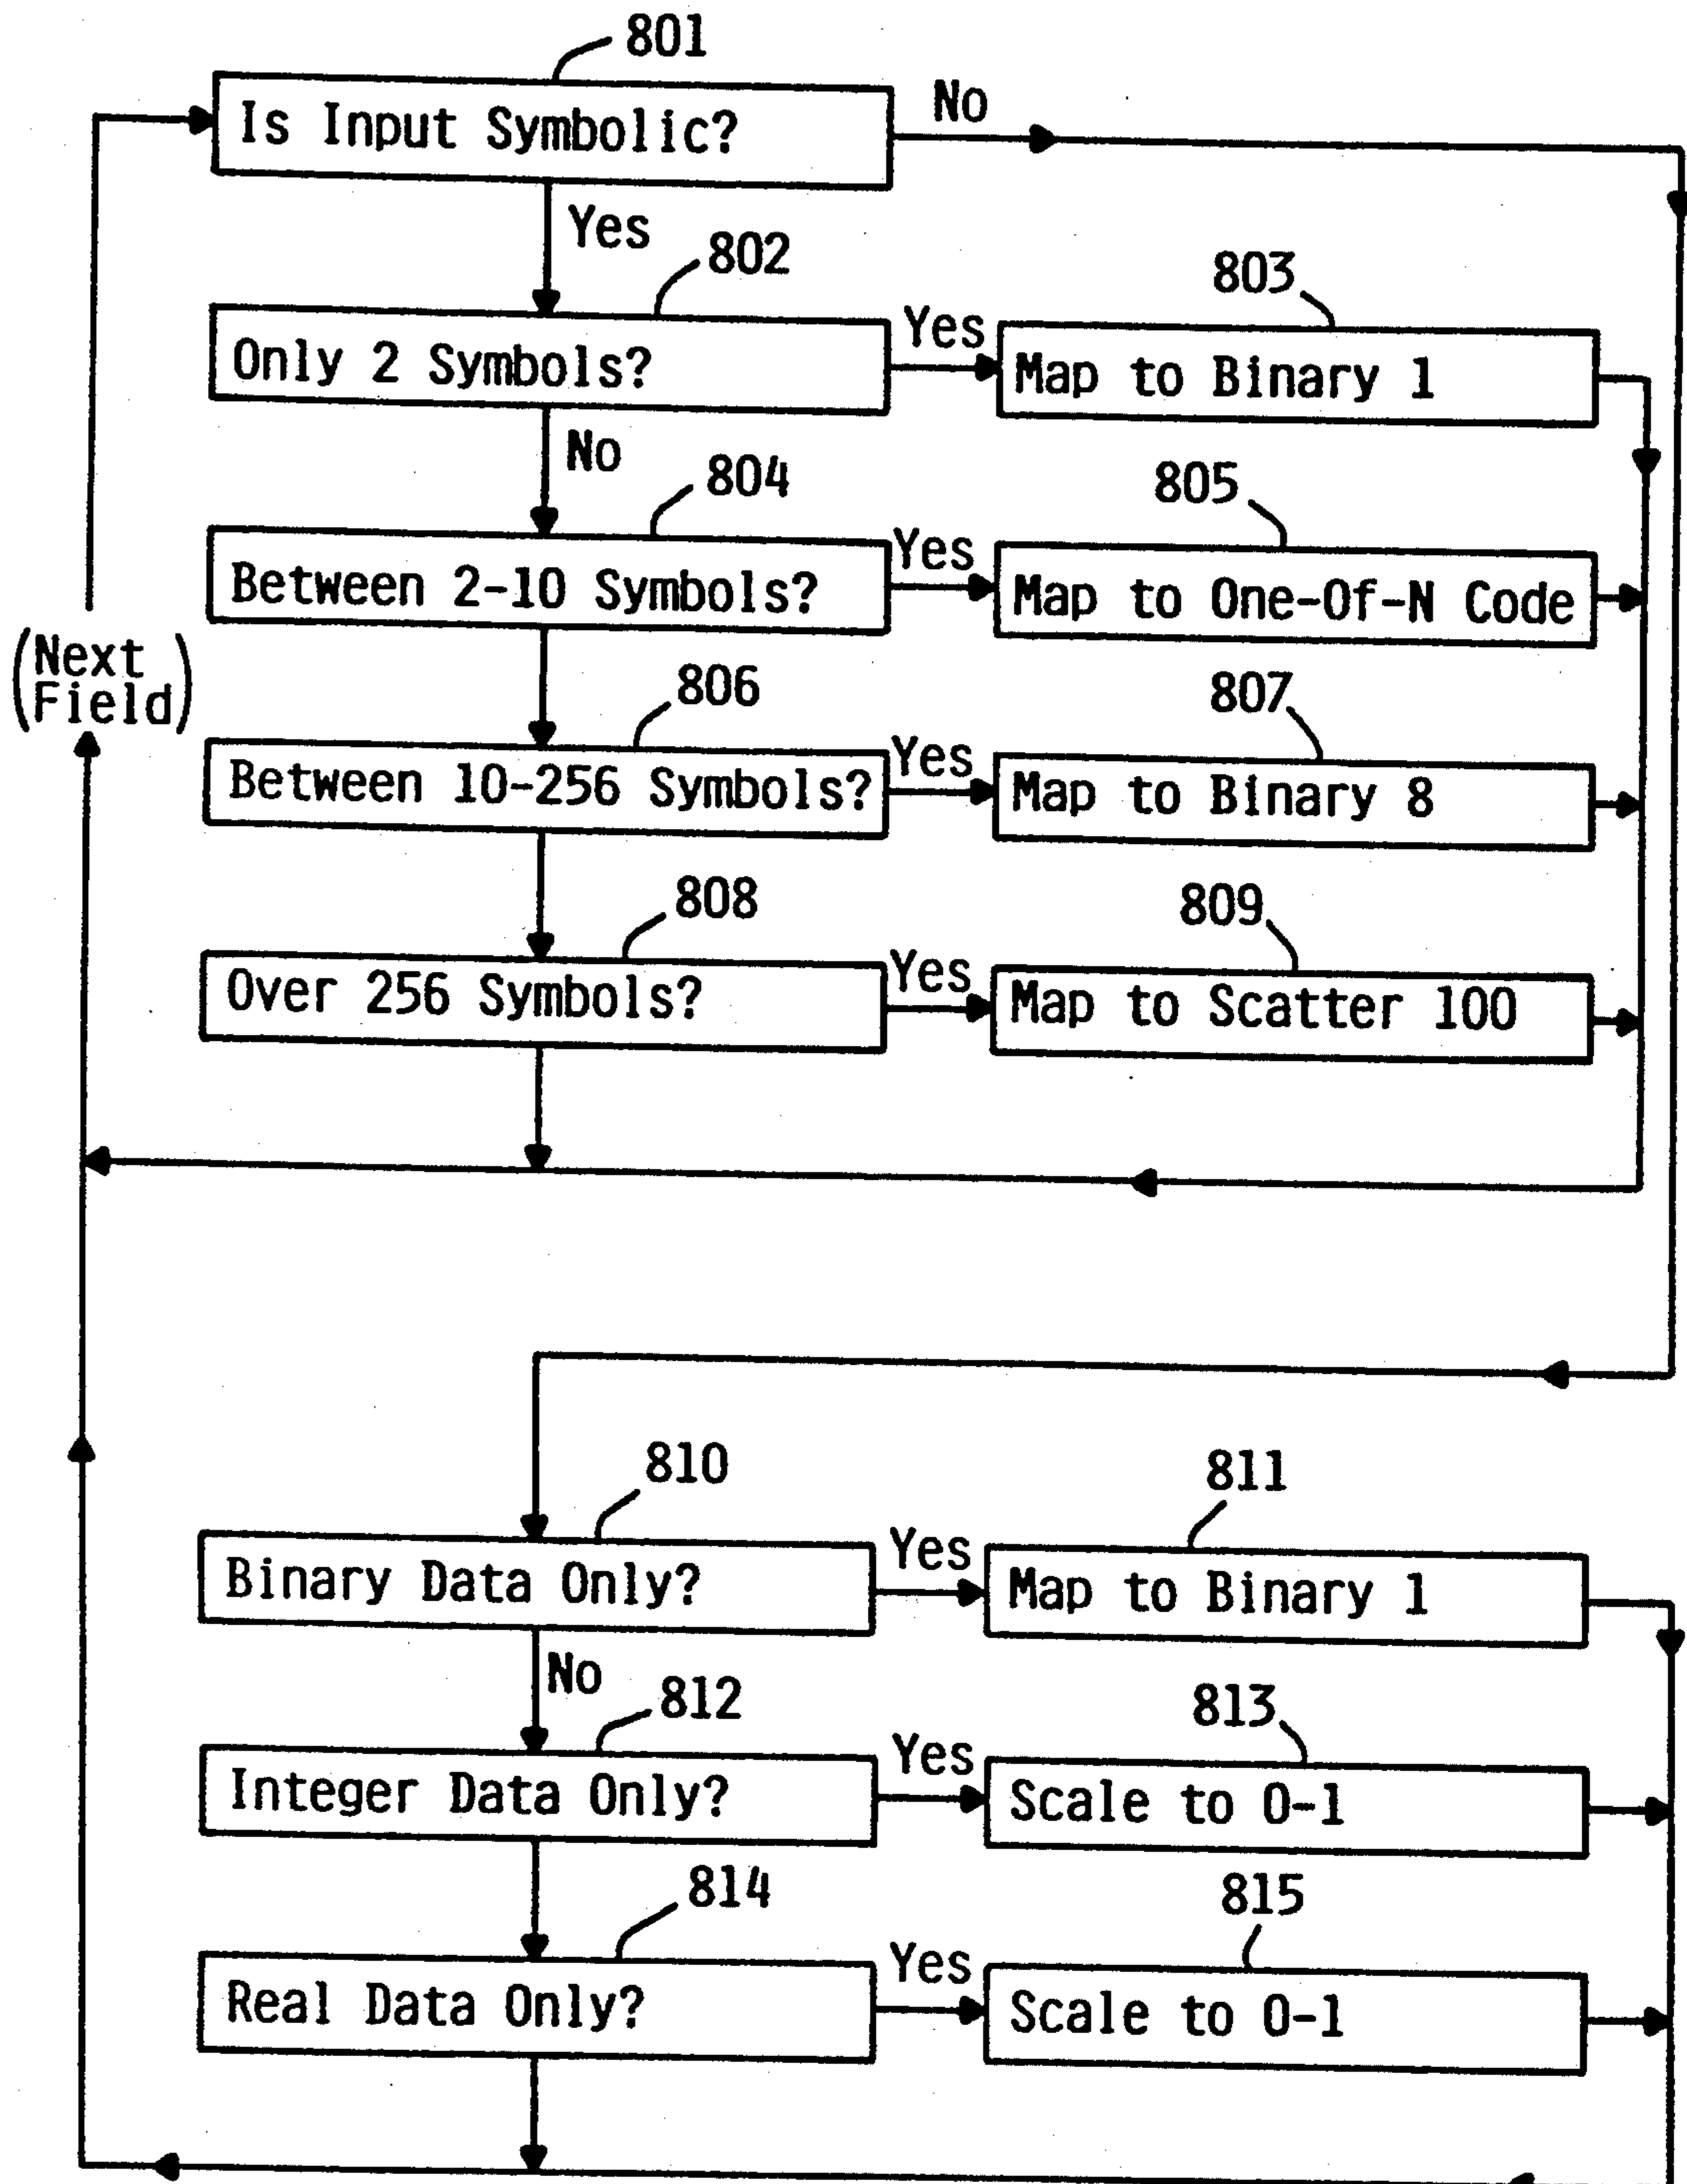 801
Is Input Symbolic?
No
Yes
802
Only 2 Symbols?
Yes
803
Map to Binary 1
No
804
Between 2-10 Symbols?
Yes
805
Map to One-Of-N Code
(Next
Field)
806
Between 10-256 Symbols?
Yes
807
Map to Binary 8
808
Over 256 Symbols?
Yes
809
Map to Scatter 100
810
Binary Data Only?
Yes
811
Map to Binary 1
No
812
Integer Data Only?
Yes
813
Scale to 0-1
814
Real Data Only?
Yes
815
Scale to 0-1